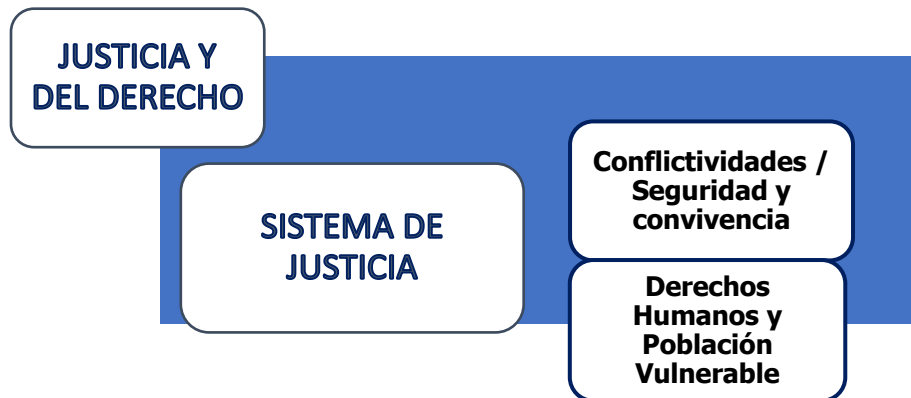 JUSTICIA Y
DEL DERECHO
SISTEMA DE
JUSTICIA
Conflictividades /
Seguridad y
convivencia
Derechos
Humanos y
Población
Vulnerable